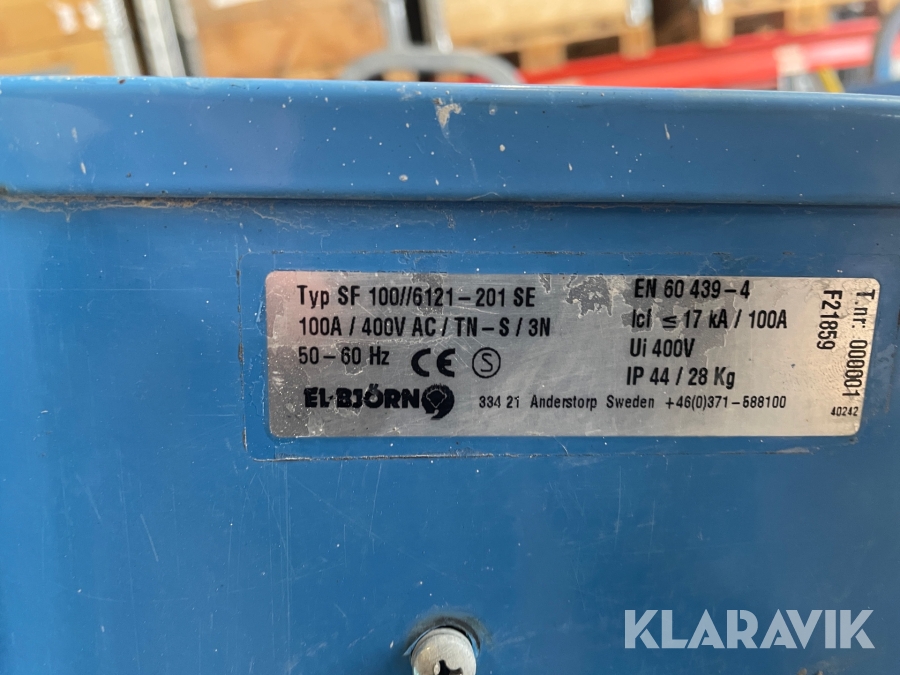 Typ SF 100//6121-201 SE
100A / 400V AC / TN-S / 3N
50-60 Hz CE S
EL-BJÖRN
EN 60 439-4
Icf ≤ 17 kA / 100A
Ui 400V
IP 44 / 28 Kg
334 21 Anderstorp Sweden +46(0)371-588100
T.nr: 000001
F21859
40242
KLARAVIK